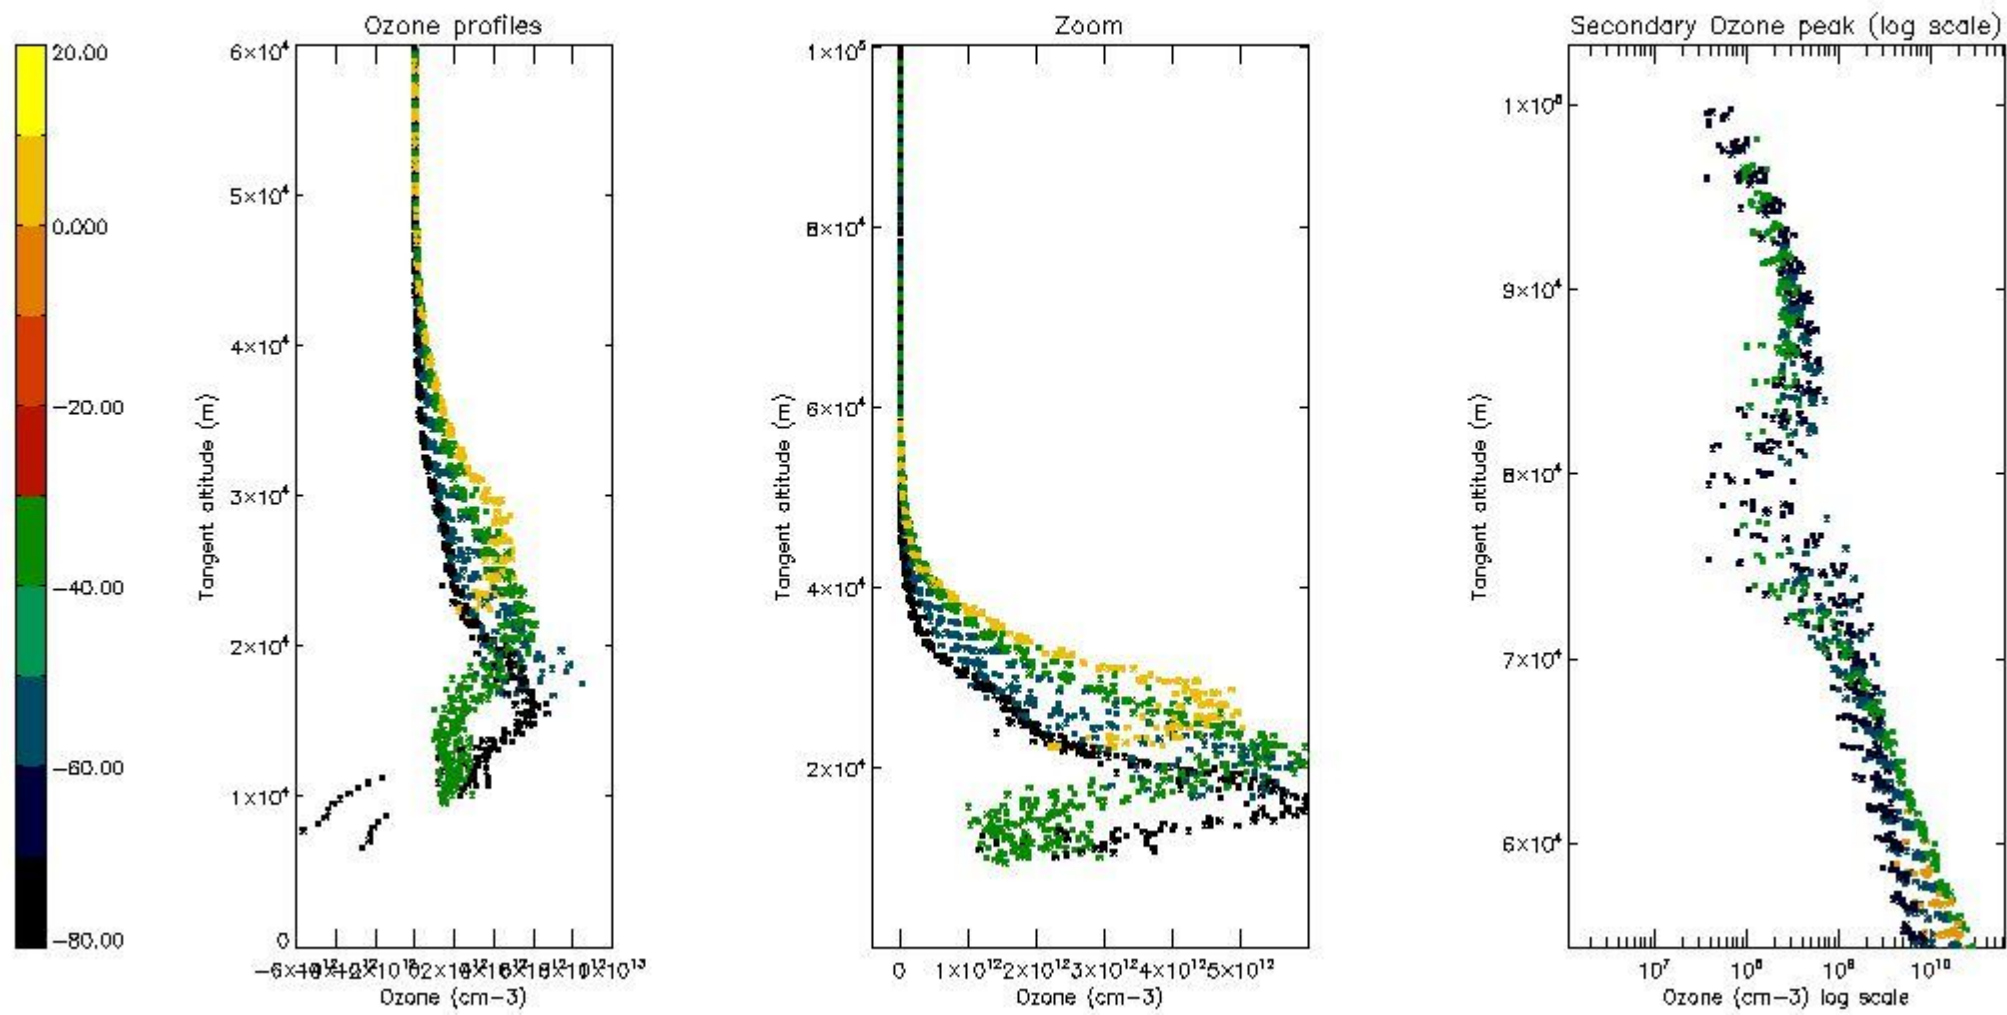 20.00
0.000
−20.00
−40.00
−60.00
−80.00
Ozone profiles
6×10⁴
5×10⁴
4×10⁴
3×10⁴
2×10⁴
1×10⁴
0
Tangent altitude (m)
Ozone (cm−3)
Zoom
1×10⁵
8×10⁴
6×10⁴
4×10⁴
2×10⁴
Tangent altitude (m)
0 1×10¹² 2×10¹² 3×10¹² 4×10¹² 5×10¹²
Ozone (cm−3)
Secondary Ozone peak (log scale)
9×10⁴
8×10⁴
7×10⁴
6×10⁴
Tangent altitude (m)
10⁷ 10¹⁰
Ozone (cm−3) log scale